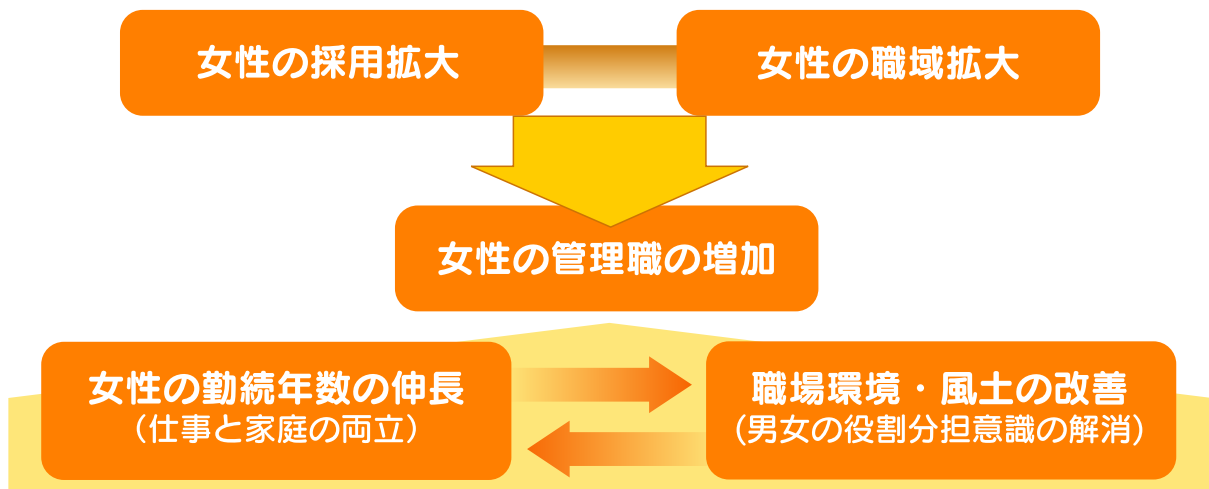 女性の採用拡大
女性の職域拡大
女性の管理職の増加
女性の勤続年数の伸長
（仕事と家庭の両立）
職場環境・風土の改善
（男女の役割分担意識の解消）